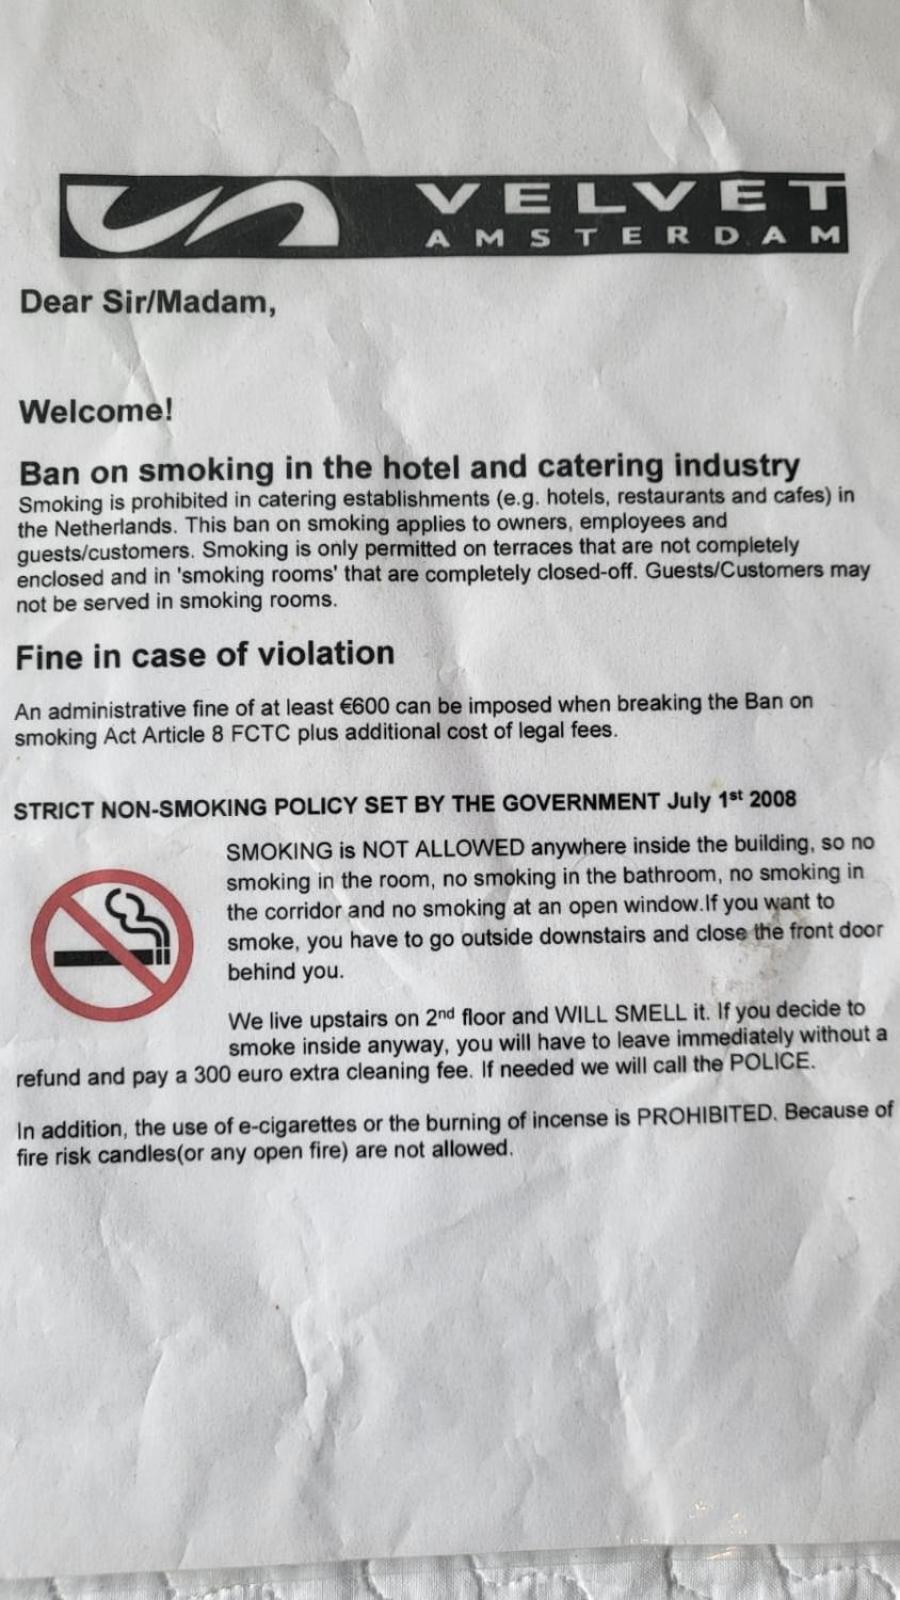 VELVET
AMSTERDAM
Dear Sir/Madam,
Welcome!
Ban on smoking in the hotel and catering industry
Smoking is prohibited in catering establishments (e.g. hotels, restaurants and cafes) in
the Netherlands. This ban on smoking applies to owners, employees and
guests/customers. Smoking is only permitted on terraces that are not completely
enclosed and in 'smoking rooms' that are completely closed-off. Guests/Customers may
not be served in smoking rooms.
Fine in case of violation
An administrative fine of at least €600 can be imposed when breaking the Ban on
smoking Act Article 8 FCTC plus additional cost of legal fees.
STRICT NON-SMOKING POLICY SET BY THE GOVERNMENT July 1st 2008
SMOKING is NOT ALLOWED anywhere inside the building, so no
smoking in the room, no smoking in the bathroom, no smoking in
the corridor and no smoking at an open window.If you want to
smoke, you have to go outside downstairs and close the front door
behind you.
We live upstairs on 2nd floor and WILL SMELL it. If you decide to
smoke inside anyway, you will have to leave immediately without a
refund and pay a 300 euro extra cleaning fee. If needed we will call the POLICE.
In addition, the use of e-cigarettes or the burning of incense is PROHIBITED. Because of
fire risk candles(or any open fire) are not allowed.